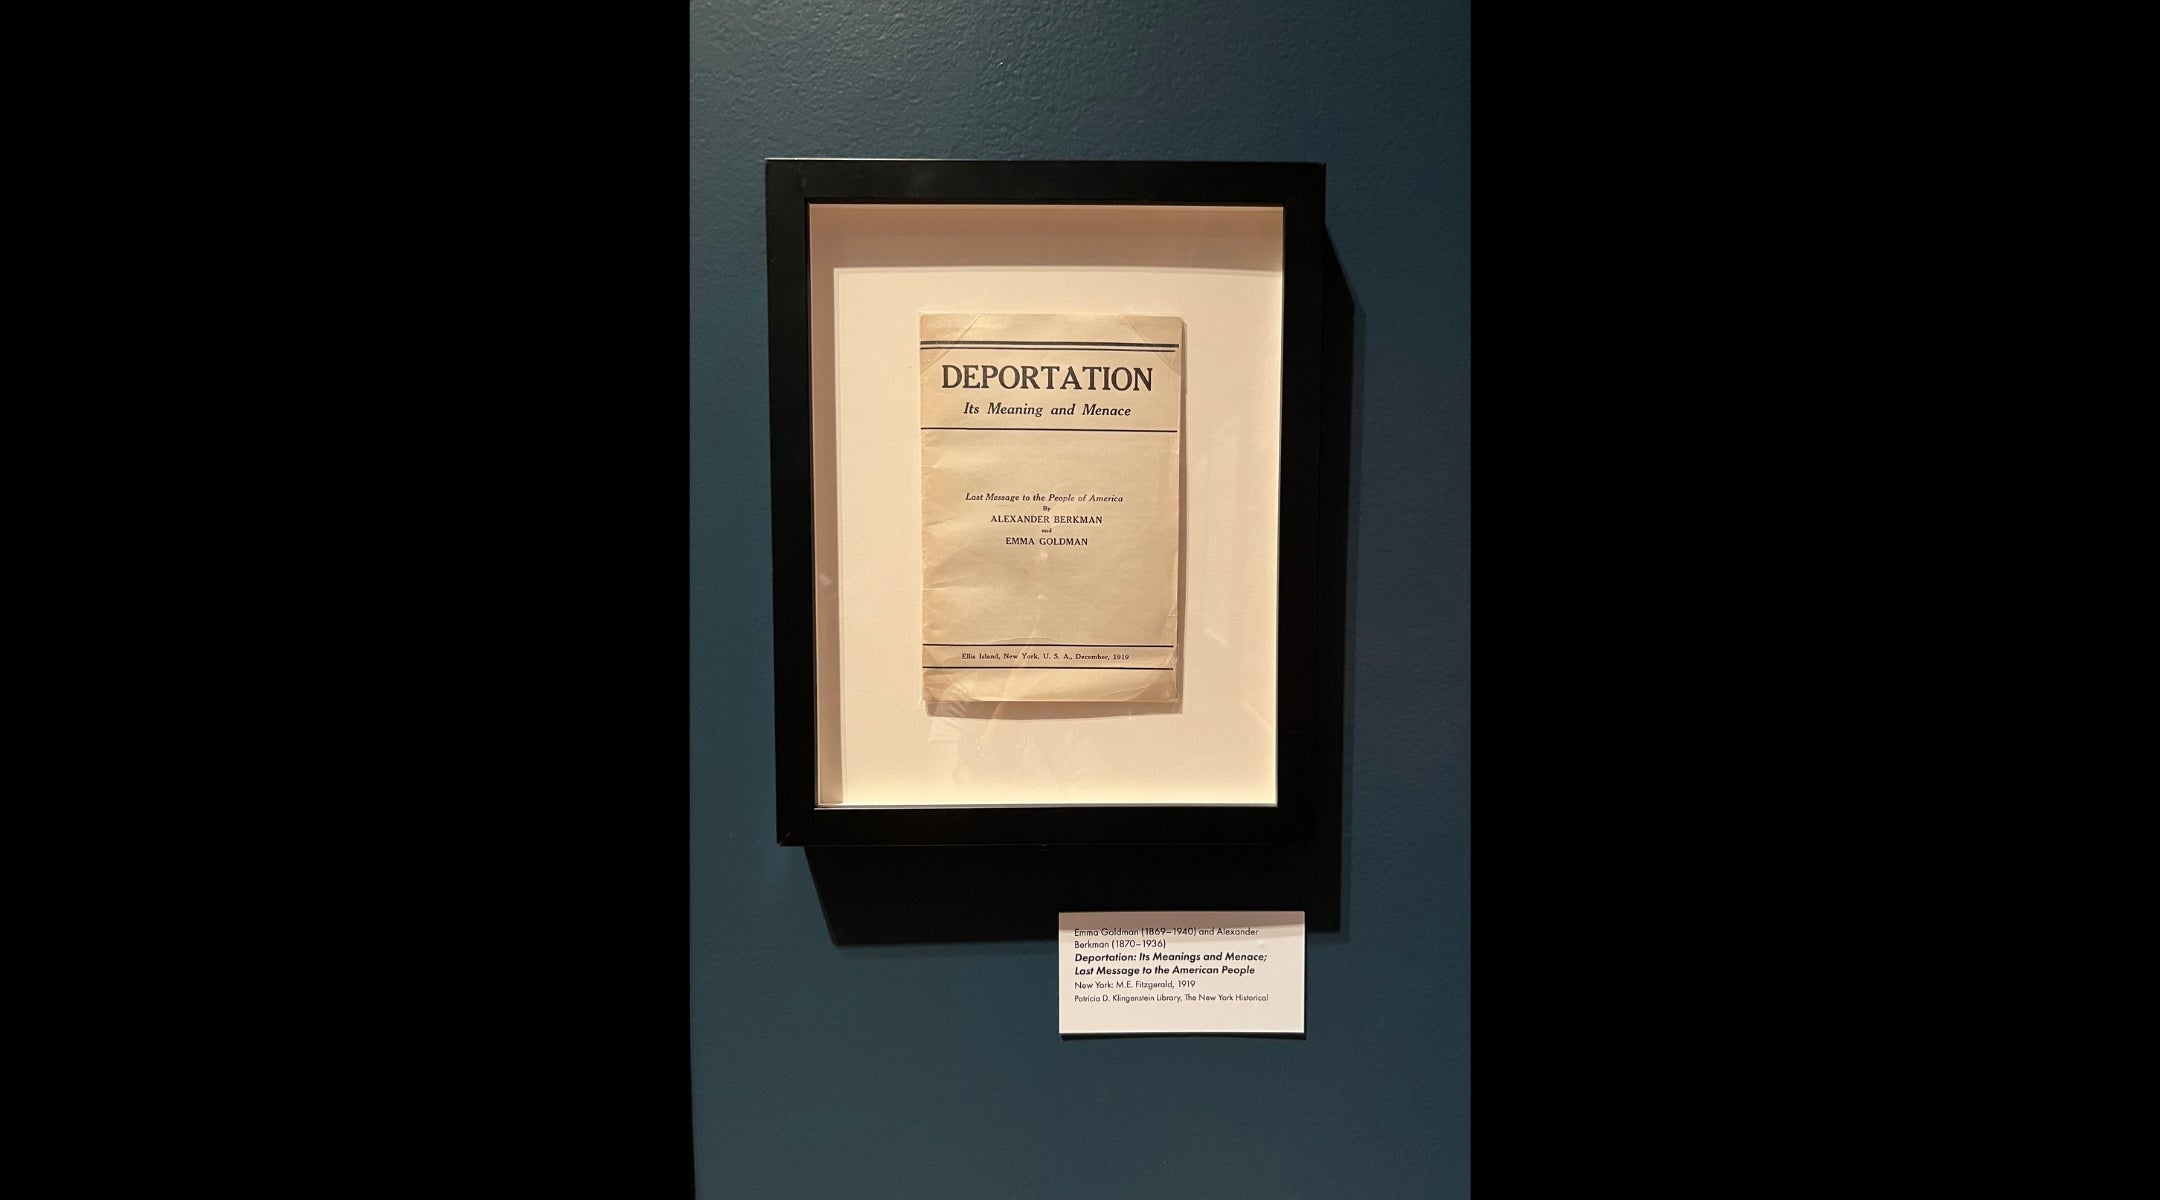 DEPORTATION
Its Meaning and Menace
Last Message to the People of America
By
ALEXANDER BERKMAN
and
EMMA GOLDMAN
Ellis Island, New York, U. S. A., December, 1919
Emma Goldman (1869–1940) and Alexander
Berkman (1870–1936)
Deportation: Its Meanings and Menace;
Last Message to the American People
New York: M.E. Fitzgerald, 1919
Patricia D. Klingenstein Library, The New York Historical